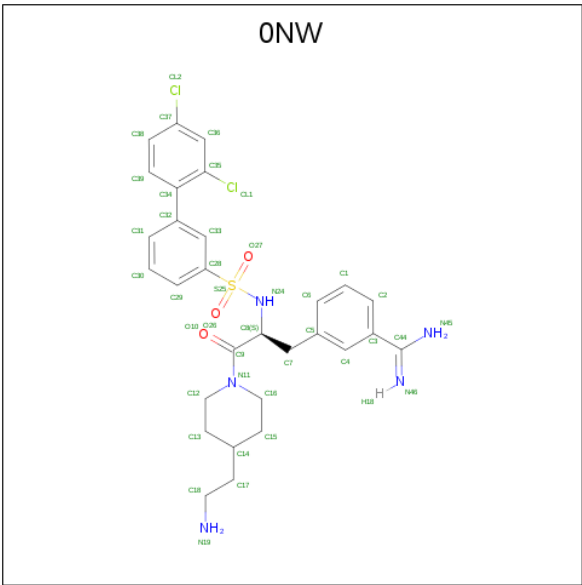 0NW
CL2
Cl
C37
C38
C36
C35
C39
Cl
CL1
C34
C32
C31
C33
O27
O
C28
C30
S
S25
N24
NH
C29
O
O26
C1
C6
C2
O10
O
C8(S)
C5
N45
NH₂
C3
C44
C9
C7
C4
N
N46
H
H18
N11
N
C12
C16
C13
C15
C14
C18
C17
NH₂
N19